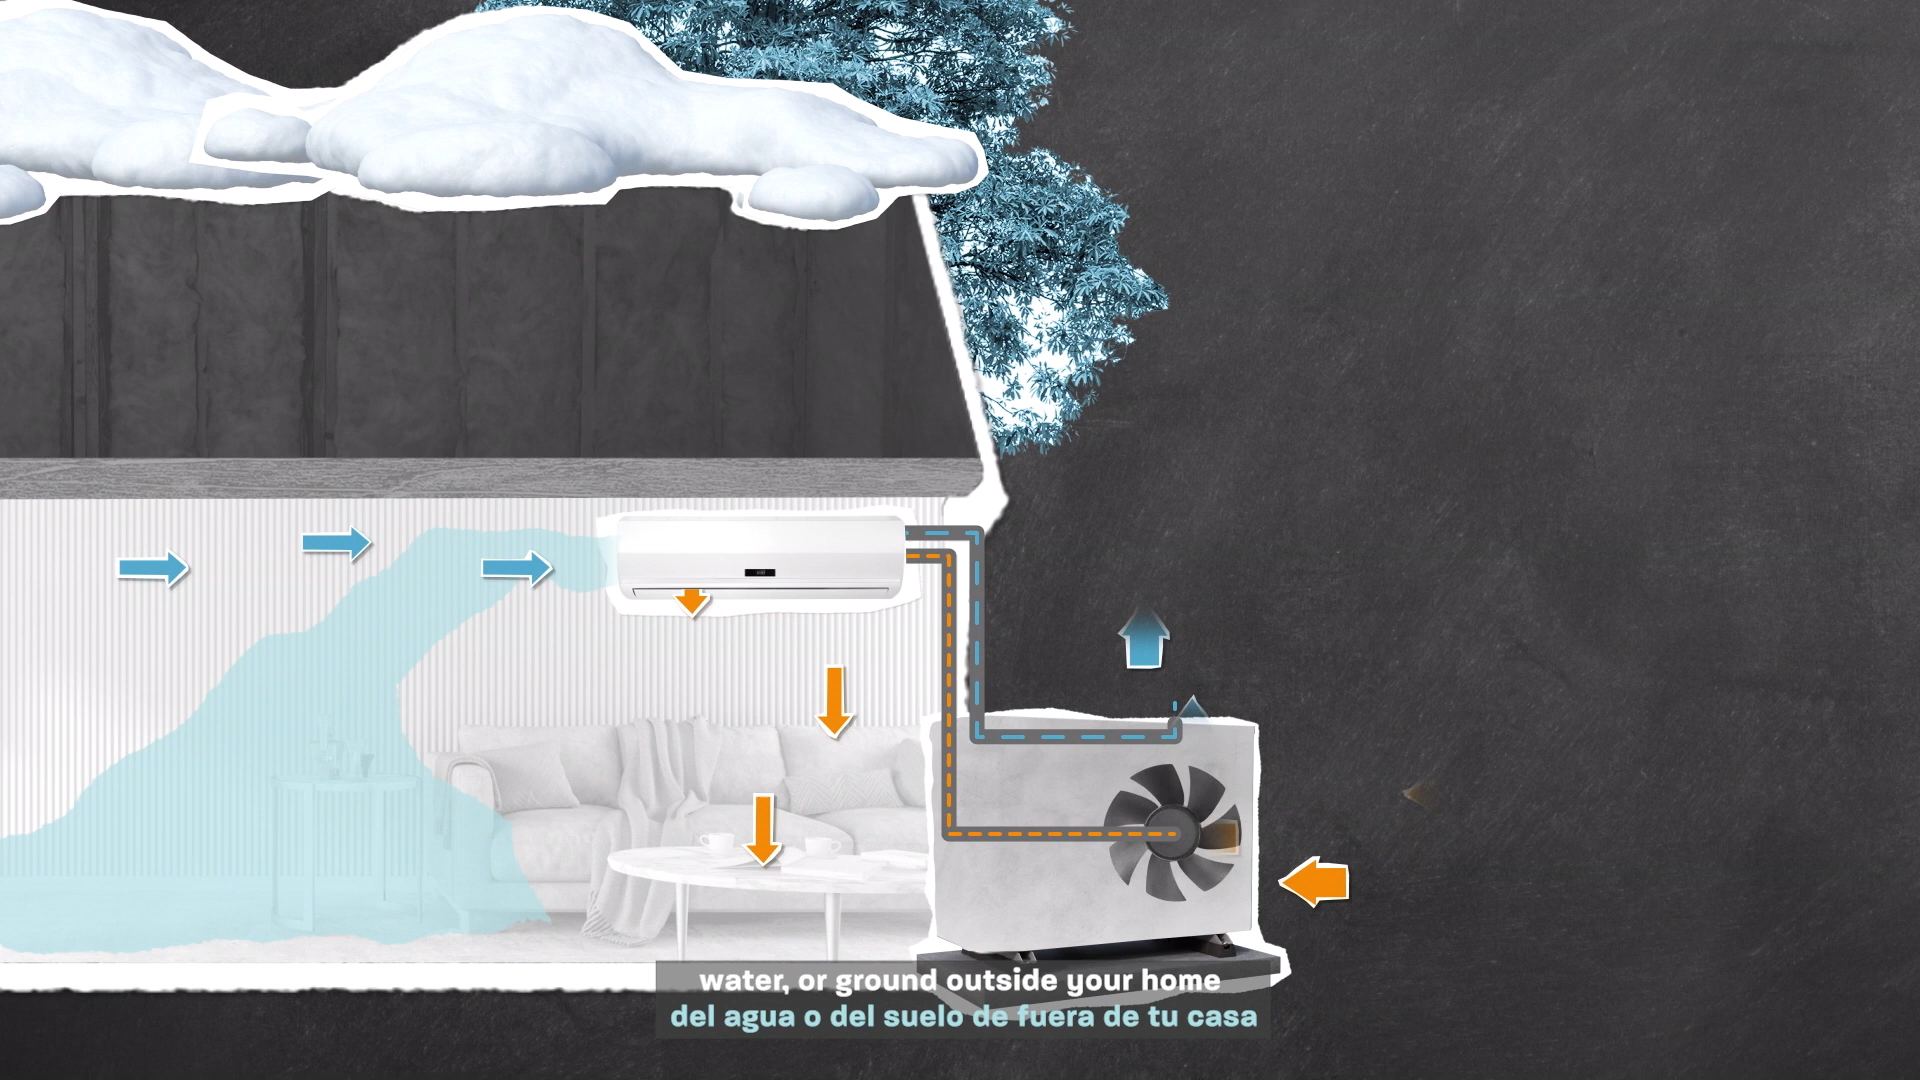 water, or ground outside your home
del agua o del suelo de fuera de tu casa